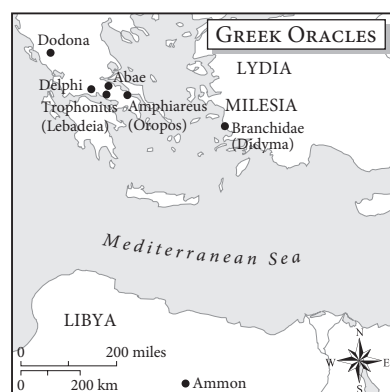 GREEK ORACLES
Dodona
LYDIA
Abae
Delphi
Trophonius
(Lebadeia)
Amphiareus
(Oropos)
MILESIA
Branchidae
(Didyma)
Mediterranean Sea
LIBYA
0 200 miles
0 200 km
Ammon
N
W E
S